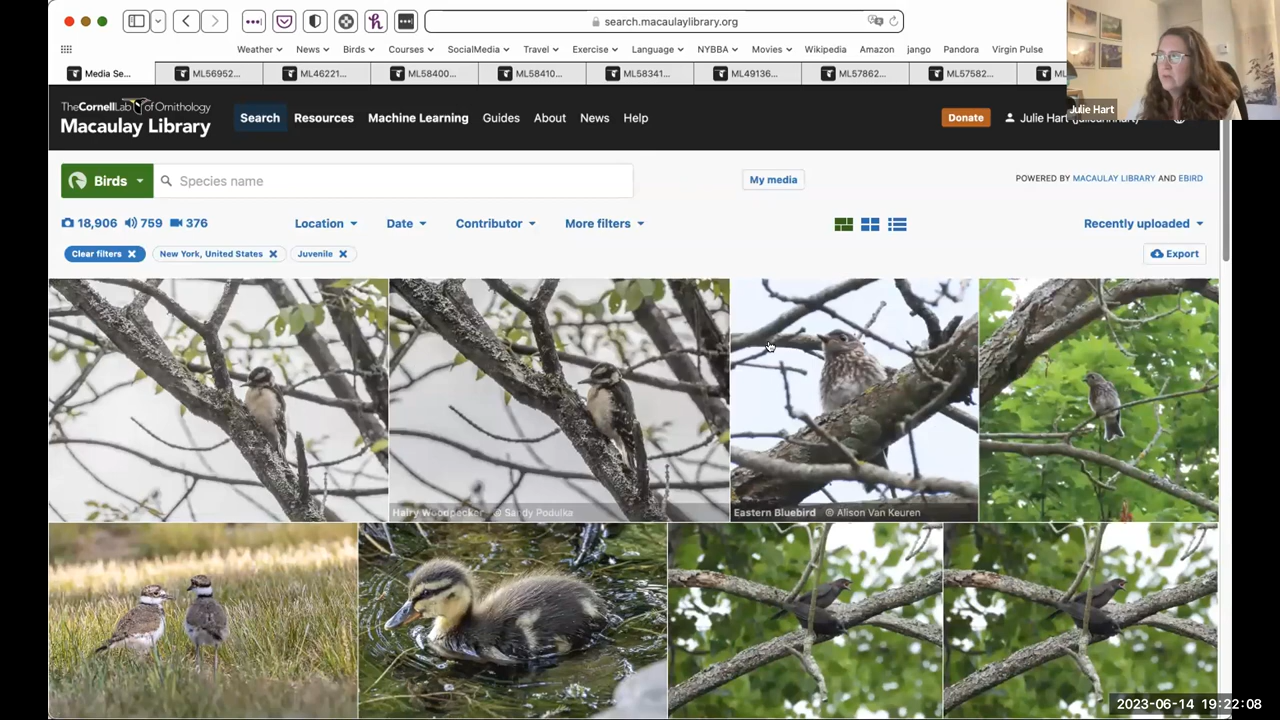 search.macaulaylibrary.org
Weather News Birds Courses SocialMedia Travel Exercise Language NYBBA Movies Wikipedia Amazon jango Pandora Virgin Pulse
Media Se... ML56952... ML46221... ML58400... ML58410... ML58341... ML49136... ML57862... ML57582...
Julie Hart
TheCornellLab of Ornithology
Macaulay Library
Search Resources Machine Learning Guides About News Help Donate Julie Hart
Birds Species name My media POWERED BY MACAULAY LIBRARY AND EBIRD
18,906 759 376 Location Date Contributor More filters Recently uploaded
Clear filters New York, United States Juvenile Export
Hairy Woodpecker © Sandy Podulka Eastern Bluebird © Alison Van Keuren
2023-06-14 19:22:08